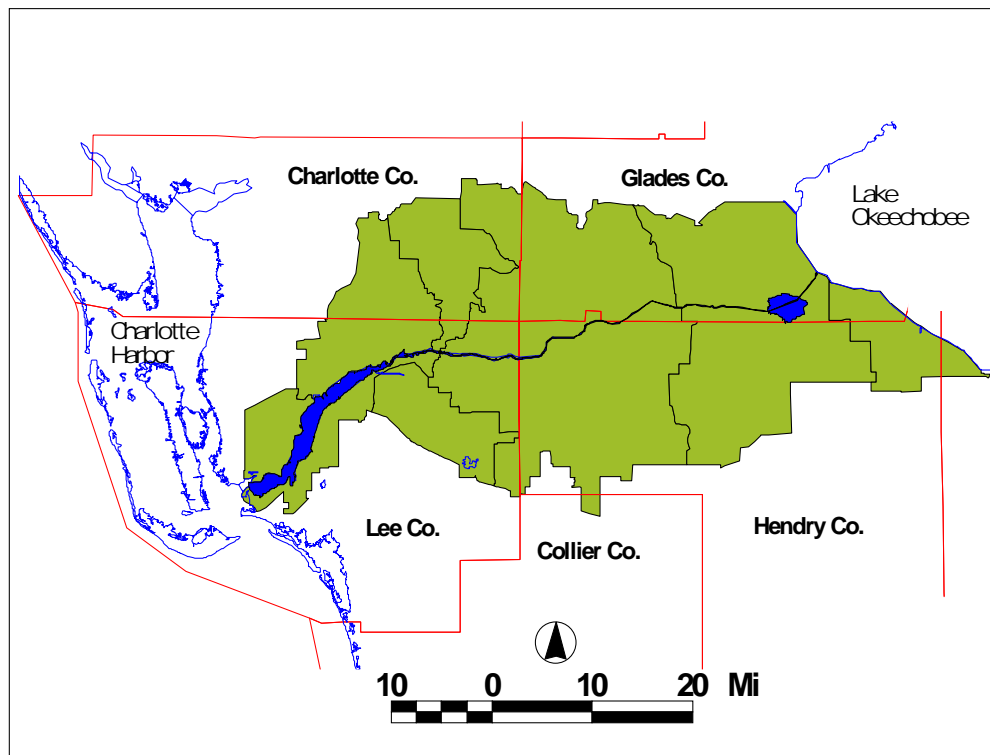 Charlotte Co.
Glades Co.
Lake
Okeechobee
Charlotte
Harbor
Lee Co.
Collier Co.
Hendry Co.
10 0 10 20 Mi